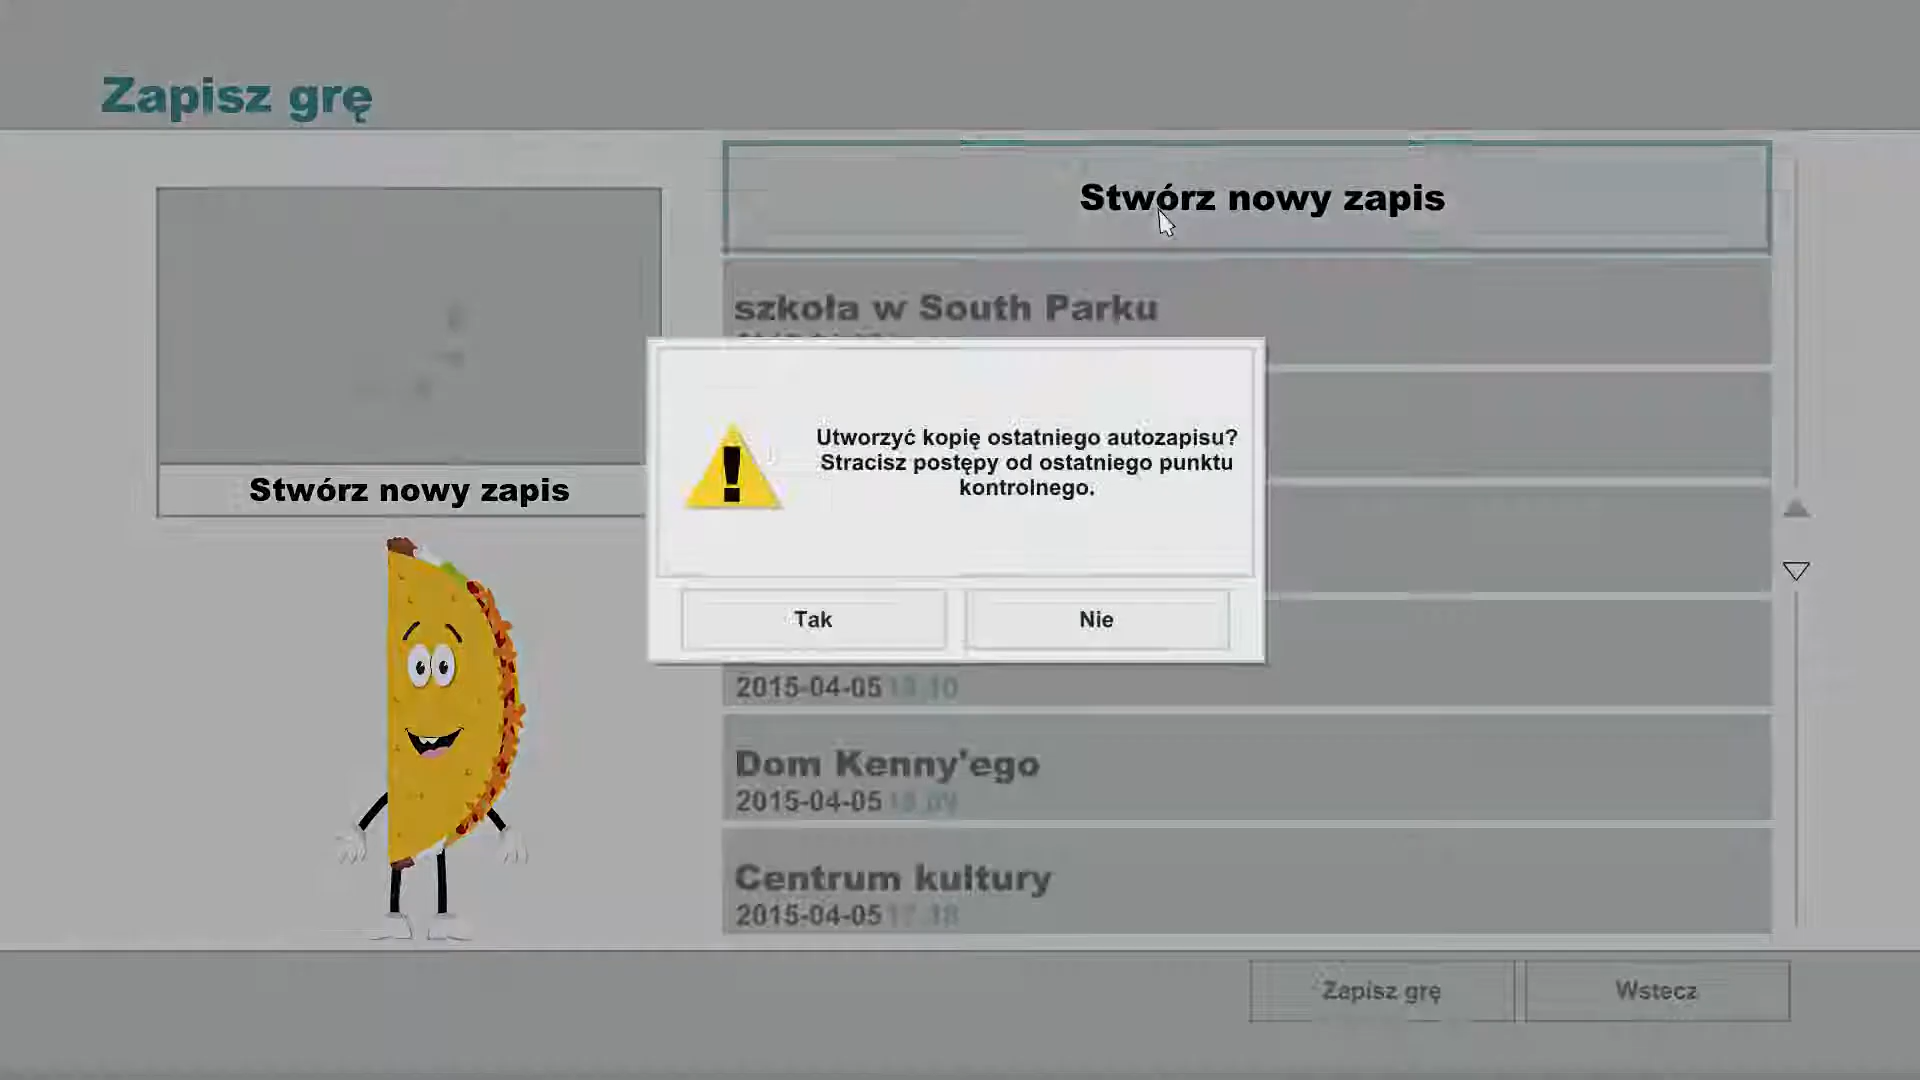 Zapisz grę
Stwórz nowy zapis
szkoła w South Parku
Stwórz nowy zapis
Utworzyć kopię ostatniego autozapisu?
Stracisz postępy od ostatniego punktu
kontrolnego.
Tak
Nie
2015-04-05
Dom Kenny'ego
2015-04-05
Centrum kultury
2015-04-05
Zapisz grę
Wstecz